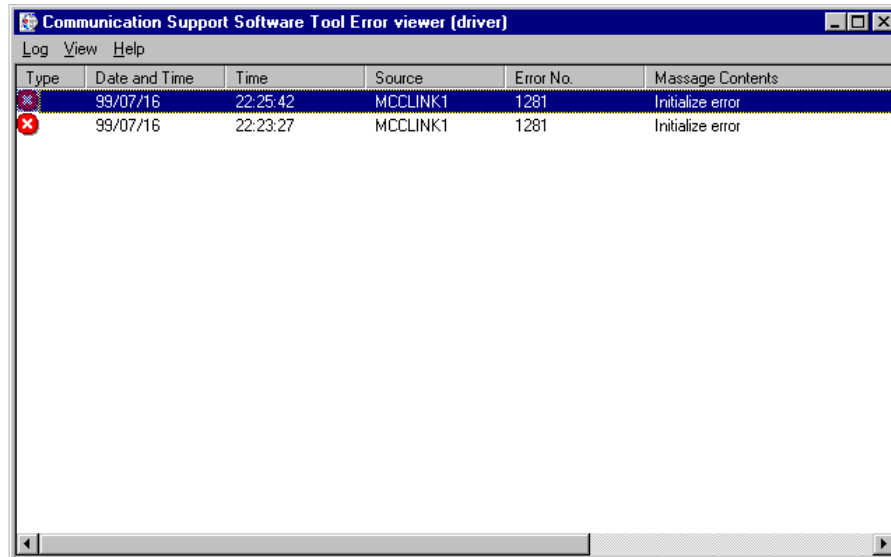 Communication Support Software Tool Error viewer (driver)
Log View Help
Type Date and Time Time Source Error No. Massage Contents
99/07/16 22:25:42 MCCLINK1 1281 Initialize error
99/07/16 22:23:27 MCCLINK1 1281 Initialize error